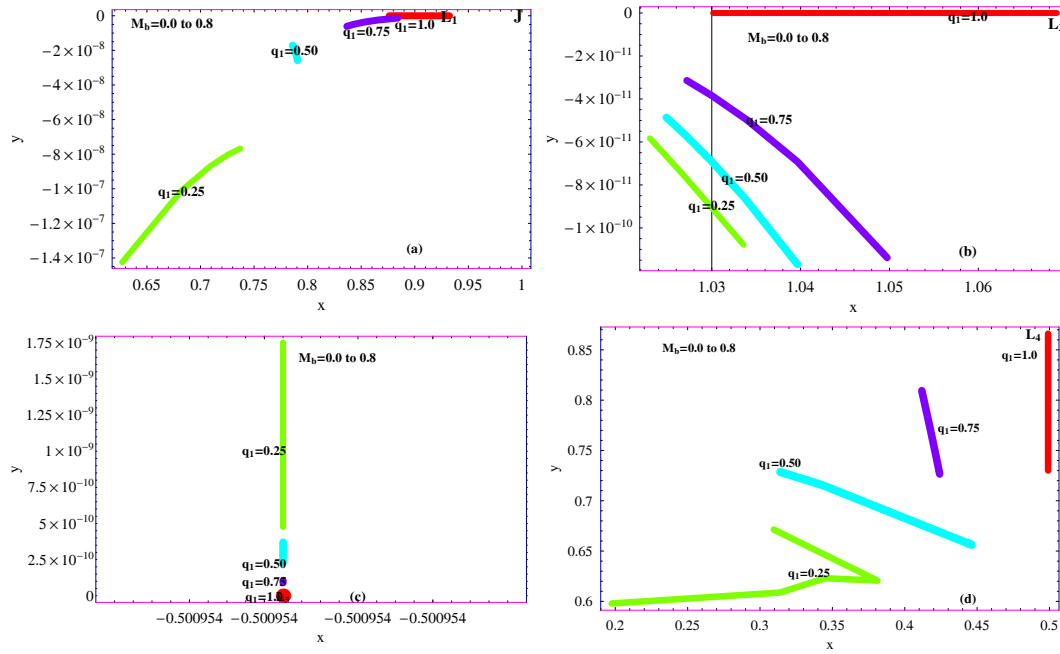 M_b=0.0 to 0.8
L_1
J
q_1=0.75
q_1=1.0
q_1=0.50
q_1=0.25
(a)
0
−2×10^−8
−4×10^−8
−6×10^−8
−8×10^−8
−1×10^−7
−1.2×10^−7
−1.4×10^−7
y
0.65 0.7 0.75 0.8 0.85 0.9 0.95 1
x
q_1=1.0
M_b=0.0 to 0.8
q_1=0.75
q_1=0.50
q_1=0.25
(b)
0
−2×10^−11
−4×10^−11
−6×10^−11
−8×10^−11
−1×10^−10
y
1.03 1.04 1.05 1.06
x
M_b=0.0 to 0.8
q_1=0.25
q_1=0.50
q_1=0.75
q_1=1.0
(c)
1.75×10^−9
1.5×10^−9
1.25×10^−9
1×10^−9
7.5×10^−10
5×10^−10
2.5×10^−10
0
y
−0.500954 −0.500954 −0.500954 −0.500954
x
M_b=0.0 to 0.8
L_4
q_1=1.0
q_1=0.75
q_1=0.50
q_1=0.25
(d)
0.85
0.8
0.75
0.7
0.65
0.6
y
0.2 0.25 0.3 0.35 0.4 0.45 0.5
x